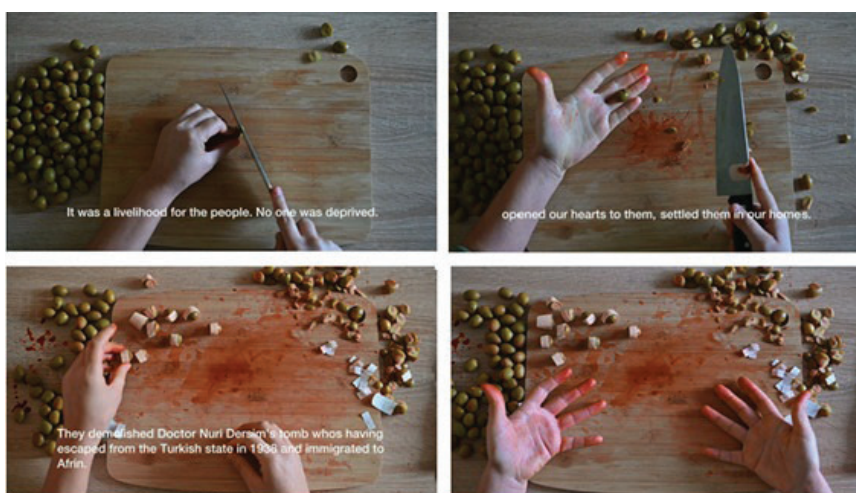 It was a livelihood for the people. No one was deprived.
opened our hearts to them, settled them in our homes.
They demolished Doctor Nuri Dersim's tomb whos having
escaped from the Turkish state in 1938 and immigrated to
Afrin.